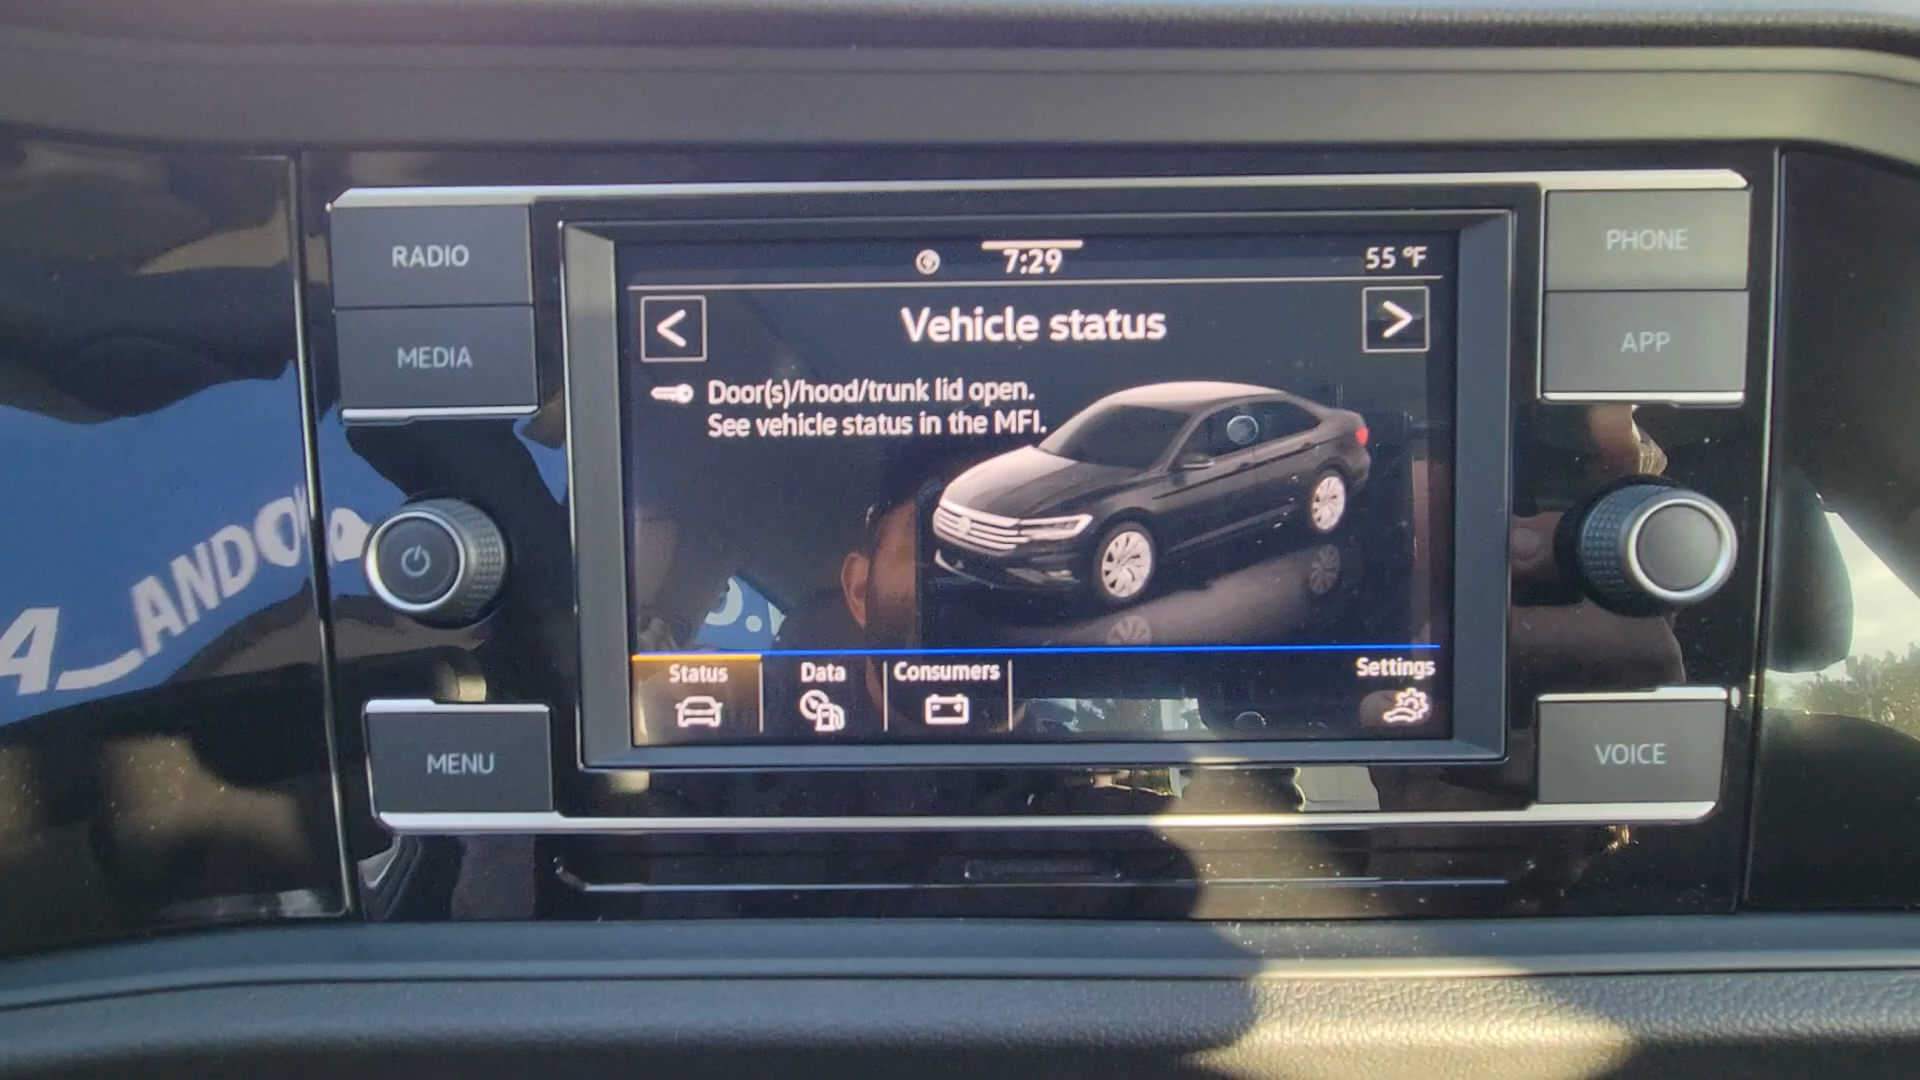 RADIO
MEDIA
MENU
PHONE
APP
VOICE
7:29
55 °F
<
Vehicle status
>
Door(s)/hood/trunk lid open.
See vehicle status in the MFI.
Status
Data
Consumers
Settings